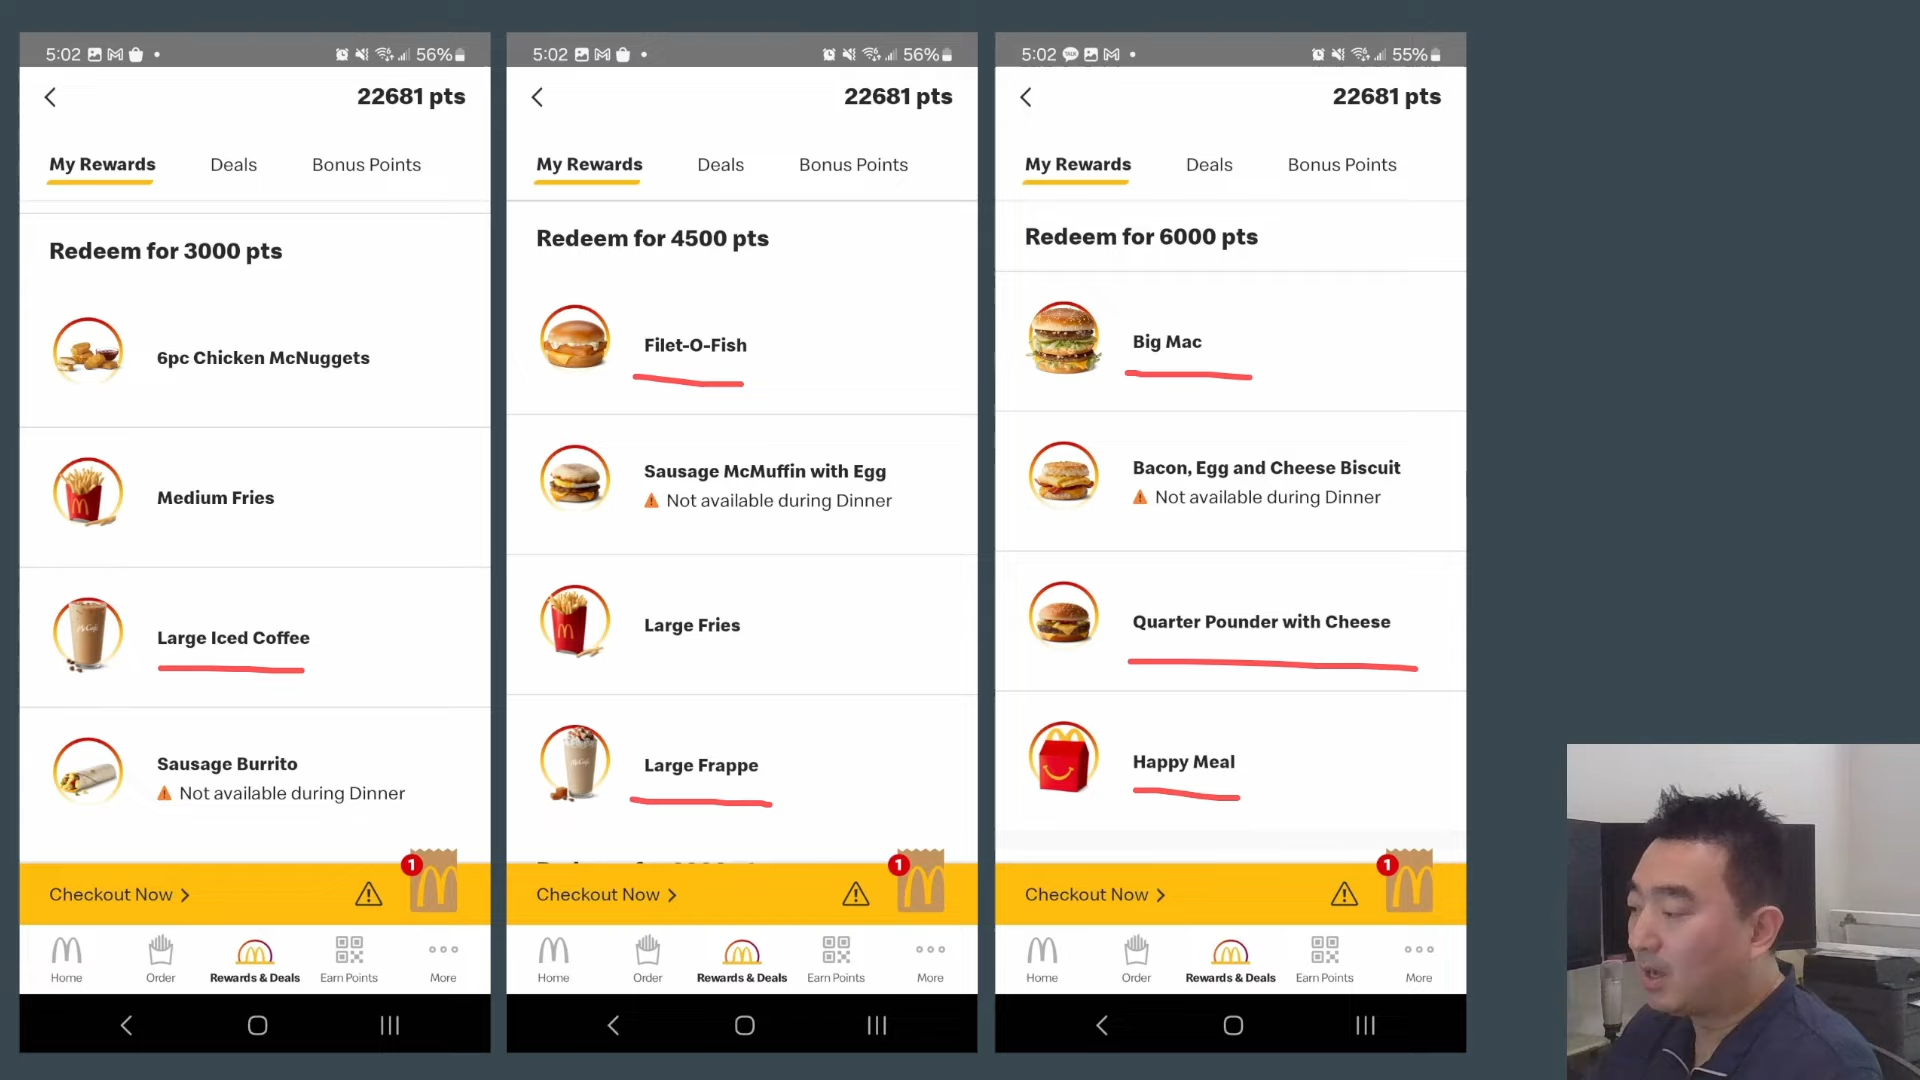 5:02
56%
22681 pts
My Rewards
Deals
Bonus Points
Redeem for 3000 pts
6pc Chicken McNuggets
Medium Fries
Large Iced Coffee
Sausage Burrito
Not available during Dinner
1
Checkout Now
Home
Order
Rewards & Deals
Earn Points
More
5:02
56%
22681 pts
My Rewards
Deals
Bonus Points
Redeem for 4500 pts
Filet-O-Fish
Sausage McMuffin with Egg
Not available during Dinner
Large Fries
Large Frappe
1
Checkout Now
Home
Order
Rewards & Deals
Earn Points
More
5:02
55%
22681 pts
My Rewards
Deals
Bonus Points
Redeem for 6000 pts
Big Mac
Bacon, Egg and Cheese Biscuit
Not available during Dinner
Quarter Pounder with Cheese
Happy Meal
1
Checkout Now
Home
Order
Rewards & Deals
Earn Points
More